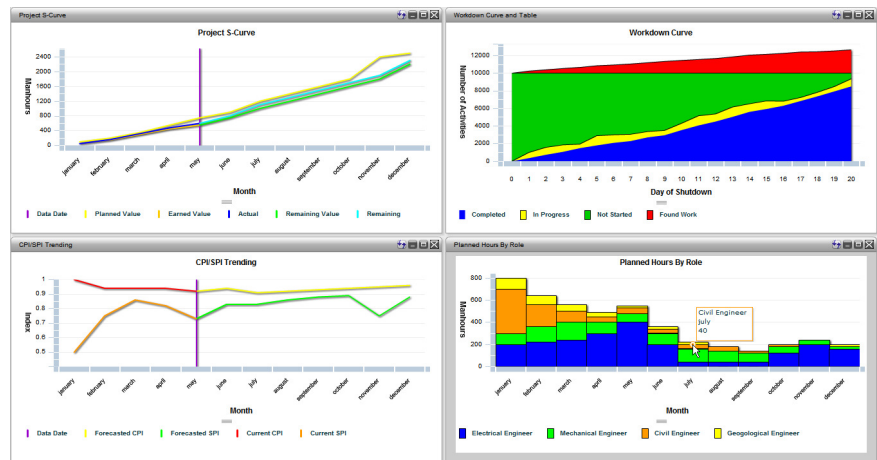 Project S-Curve
Project S-Curve
Manhours
2400
2000
1600
1200
800
400
0
january
february
march
april
may
june
july
august
september
october
november
december
Month
Data Date
Planned Value
Earned Value
Actual
Remaining Value
Remaining
Workdown Curve and Table
Workdown Curve
Number of Activities
12000
10000
8000
6000
4000
2000
0
0 1 2 3 4 5 6 7 8 9 10 11 12 13 14 15 16 17 18 19 20
Day of Shutdown
Completed
In Progress
Not Started
Found Work
CPI/SPI Trending
CPI/SPI Trending
Index
1
0.9
0.8
0.7
0.6
0.5
january
february
march
april
may
june
july
august
september
october
november
december
Month
Data Date
Forecasted CPI
Forecasted SPI
Current CPI
Current SPI
Planned Hours By Role
Planned Hours By Role
Manhours
800
600
400
200
0
Civil Engineer
july
40
january
february
march
april
may
june
july
august
september
october
november
december
Month
Electrical Engineer
Mechanical Engineer
Civil Engineer
Geogological Engineer